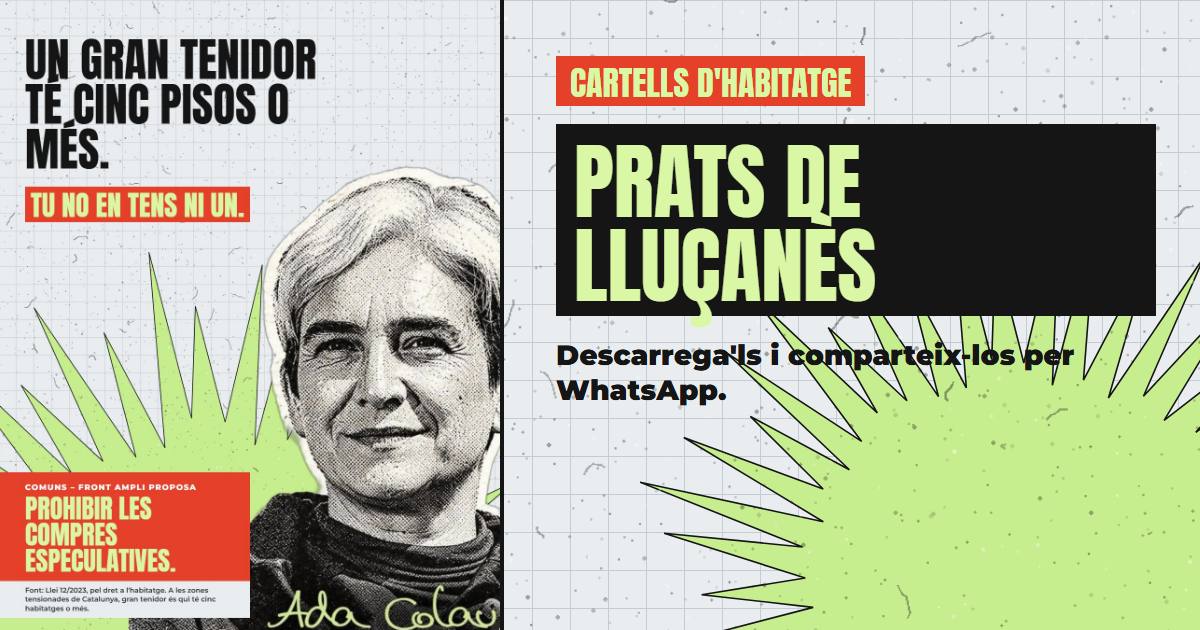 UN GRAN TENIDOR
TÉ CINC PISOS O
MÉS.
TU NO EN TENS NI UN.
COMUNS – FRONT AMPLI PROPOSA
PROHIBIR LES
COMPRES
ESPECULATIVES.
Font: Llei 12/2023, pel dret a l'habitatge. A les zones
tensionades de Catalunya, gran tenidor és qui té cinc
habitatges o més.
Ada Colau
CARTELLS D'HABITATGE
PRATS DE
LLUÇANÈS
Descarrega'ls i comparteix-los per
WhatsApp.